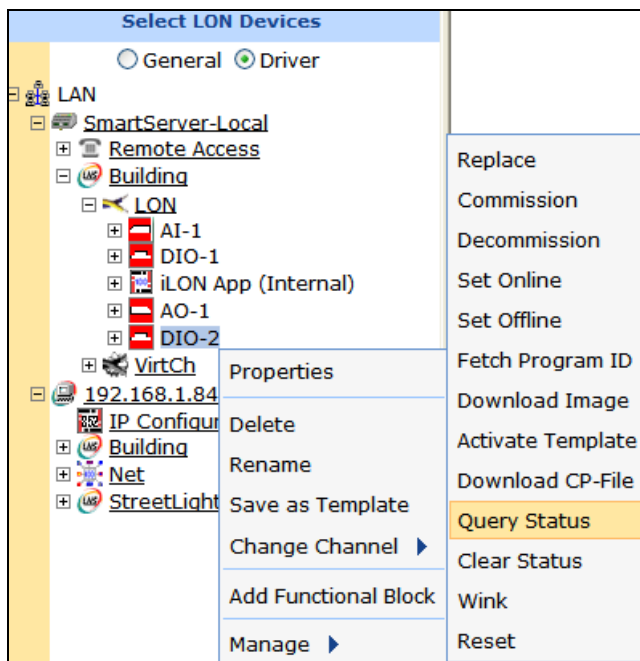 Select LON Devices
General Driver
LAN
SmartServer-Local
Remote Access
Building
LON
AI-1
DIO-1
iLON App (Internal)
AO-1
DIO-2
VirtCh
192.168.1.84
IP Configur
Building
Net
StreetLight
Properties
Delete
Rename
Save as Template
Change Channel
Add Functional Block
Manage
Replace
Commission
Decommission
Set Online
Set Offline
Fetch Program ID
Download Image
Activate Template
Download CP-File
Query Status
Clear Status
Wink
Reset